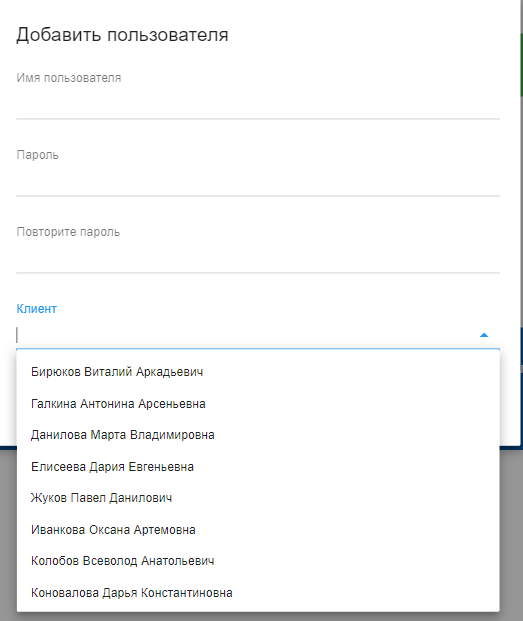 Добавить пользователя
Имя пользователя
Пароль
Повторите пароль
Клиент
Бирюков Виталий Аркадьевич
Галкина Антонина Арсеньевна
Данилова Марта Владимировна
Елисеева Дария Евгеньевна
Жуков Павел Данилович
Иванкова Оксана Артемовна
Колобов Всеволод Анатольевич
Коновалова Дарья Константиновна